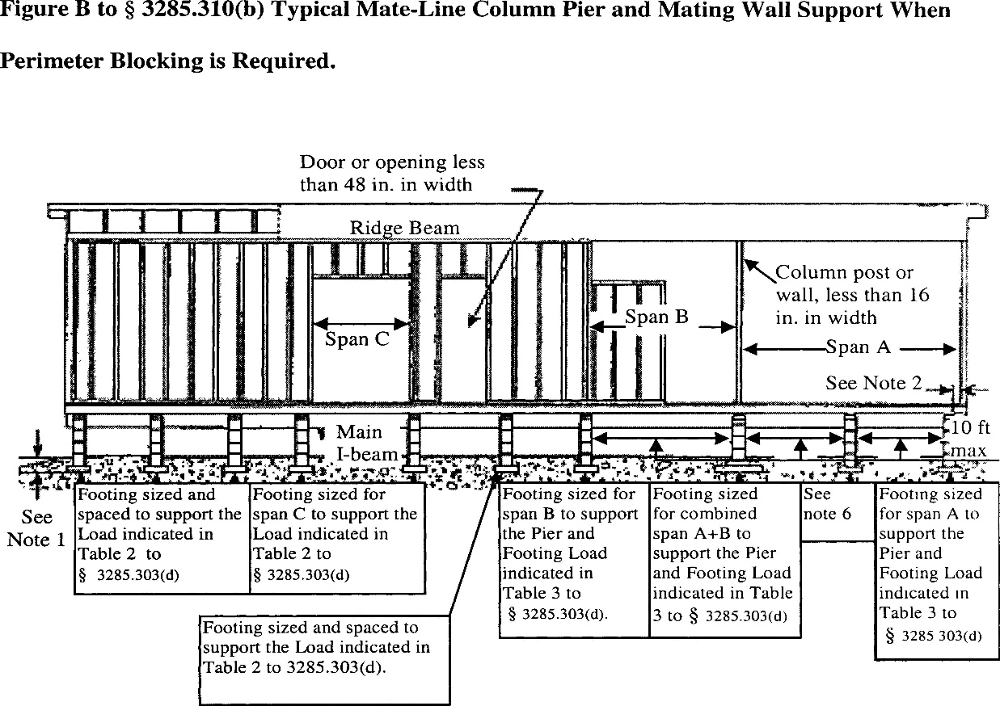 Figure B to § 3285.310(b) Typical Mate-Line Column Pier and Mating Wall Support When
Perimeter Blocking is Required.
Door or opening less
than 48 in. in width
Ridge Beam
Column post or
wall, less than 16
in. in width
Span B
Span C
Span A
See Note 2
Main
I-beam
10 ft
max
See
Note 1
Footing sized and
spaced to support the
Load indicated in
Table 2 to
§ 3285.303(d)
Footing sized for
span C to support the
Load indicated in
Table 2 to
§ 3285.303(d)
Footing sized and spaced to
support the Load indicated in
Table 2 to 3285.303(d).
Footing sized for
span B to support
the Pier and
Footing Load
indicated in
Table 3 to
§ 3285.303(d).
Footing sized
for combined
span A+B to
support the Pier
and Footing Load
indicated in Table
3 to § 3285.303(d)
See
note 6
Footing sized
for span A to
support the
Pier and
Footing Load
indicated in
Table 3 to
§ 3285 303(d)